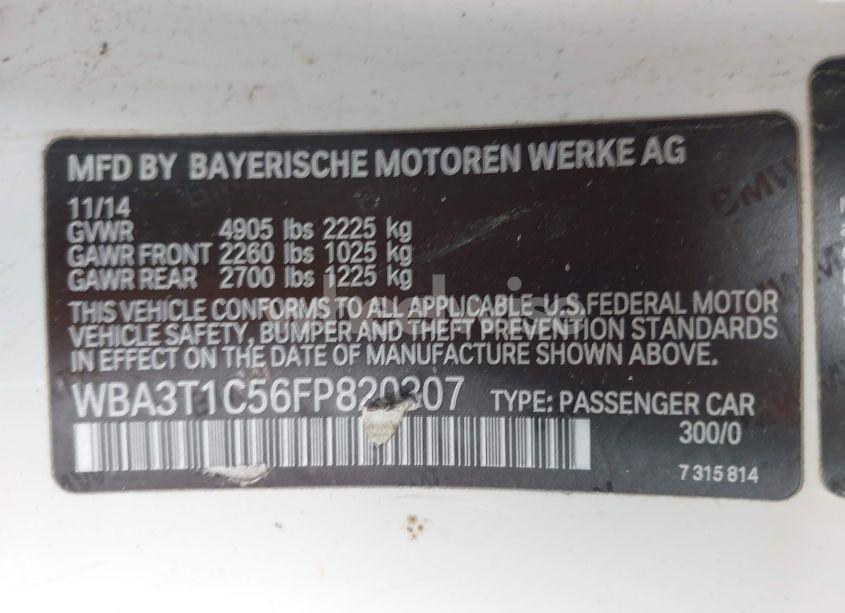 MFD BY BAYERISCHE MOTOREN WERKE AG
11/14
GVWR 4905 lbs 2225 kg
GAWR FRONT 2260 lbs 1025 kg
GAWR REAR 2700 lbs 1225 kg
THIS VEHICLE CONFORMS TO ALL APPLICABLE U.S. FEDERAL MOTOR
VEHICLE SAFETY, BUMPER AND THEFT PREVENTION STANDARDS
IN EFFECT ON THE DATE OF MANUFACTURE SHOWN ABOVE.
WBA3T1C56FP820307 TYPE: PASSENGER CAR
300/0
7 315 814